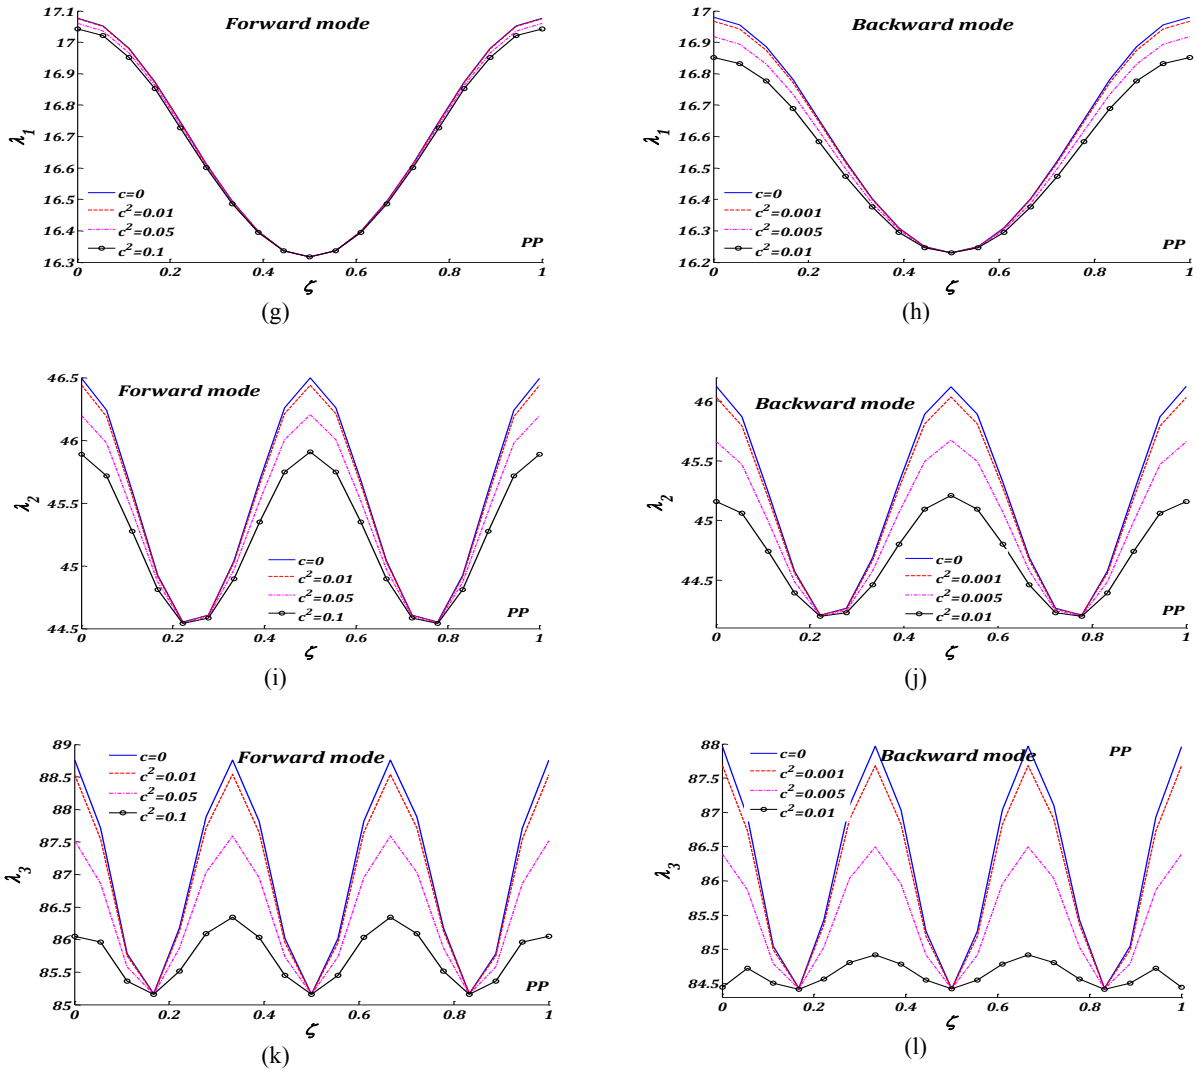 Forward mode
17.1
17
16.9
16.8
16.7
16.6
16.5
16.4
16.3
λ1
c=0
c²=0.01
c²=0.05
c²=0.1
PP
0 0.2 0.4 0.6 0.8 1
ζ
(g)
Backward mode
17
16.9
16.8
16.7
16.6
16.5
16.4
16.3
16.2
λ1
c=0
c²=0.001
c²=0.005
c²=0.01
PP
0 0.2 0.4 0.6 0.8 1
ζ
(h)
Forward mode
46.5
46
45.5
45
44.5
λ2
c=0
c²=0.01
c²=0.05
c²=0.1
PP
0 0.2 0.4 0.6 0.8 1
ζ
(i)
Backward mode
46
45.5
45
44.5
λ2
c=0
c²=0.001
c²=0.005
c²=0.01
PP
0 0.2 0.4 0.6 0.8 1
ζ
(j)
Forward mode
89
88.5
88
87.5
87
86.5
86
85.5
85
λ3
c=0
c²=0.01
c²=0.05
c²=0.1
PP
0 0.2 0.4 0.6 0.8 1
ζ
(k)
Backward mode
PP
88
87.5
87
86.5
86
85.5
85
84.5
λ3
c=0
c²=0.001
c²=0.005
c²=0.01
0 0.2 0.4 0.6 0.8 1
ζ
(l)